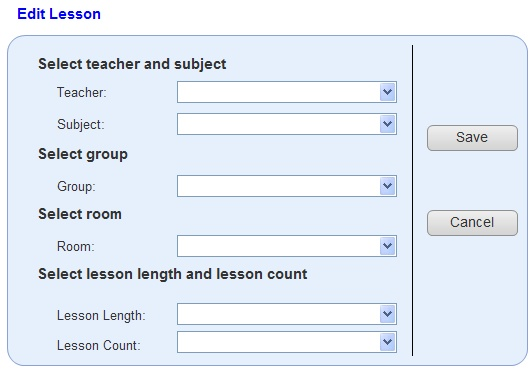 Edit Lesson
Select teacher and subject
Teacher:
Subject:
Select group
Group:
Select room
Room:
Select lesson length and lesson count
Lesson Length:
Lesson Count:
Save
Cancel